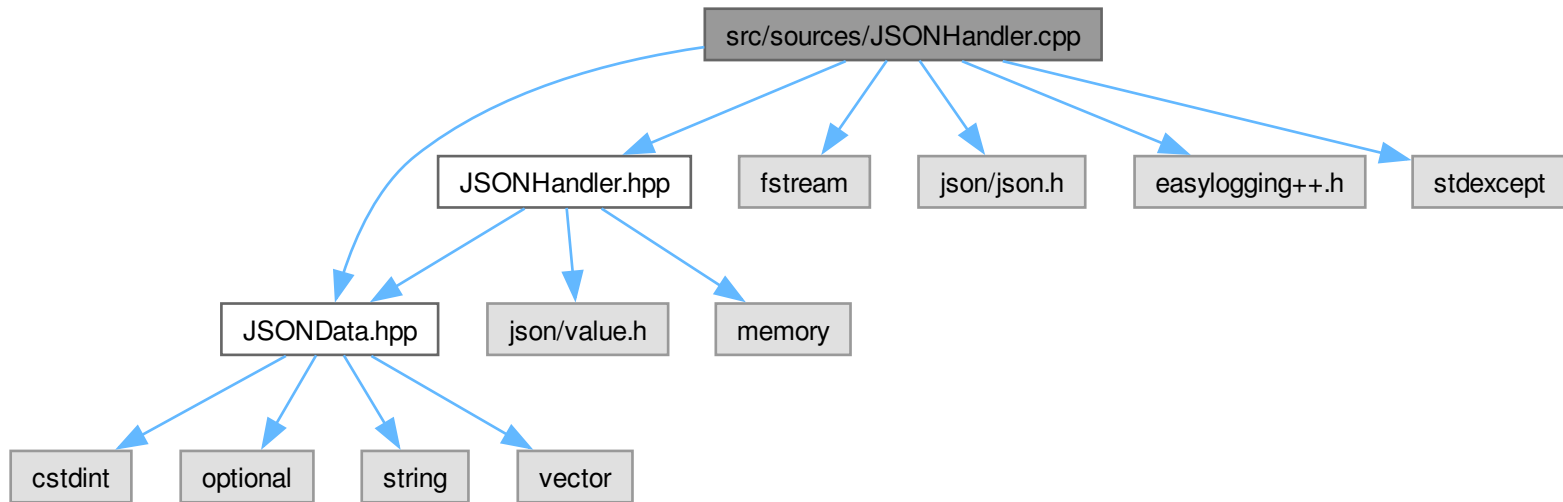 src/sources/JSONHandler.cpp
JSONHandler.hpp
fstream
json/json.h
easylogging++.h
stdexcept
JSONData.hpp
json/value.h
memory
cstdint
optional
string
vector